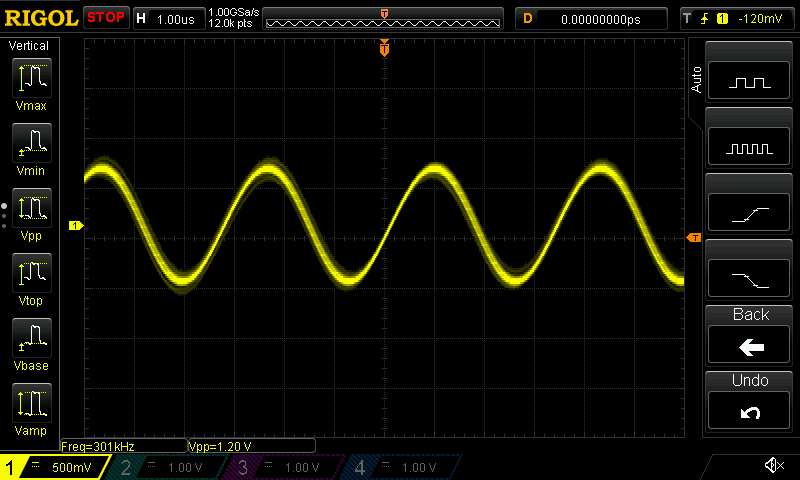 RIGOL STOP H 1.00us 1.00GSa/s T D 0.00000000ps T 1 -120mV
12.0k pts
Vertical
T
Auto
Vmax
Vmin
Vpp
1
T
Vtop
Vbase
Back
Vamp
Undo
Freq=301kHz Vpp=1.20 V
1 500mV 2 1.00 V 3 1.00 V 4 1.00 V